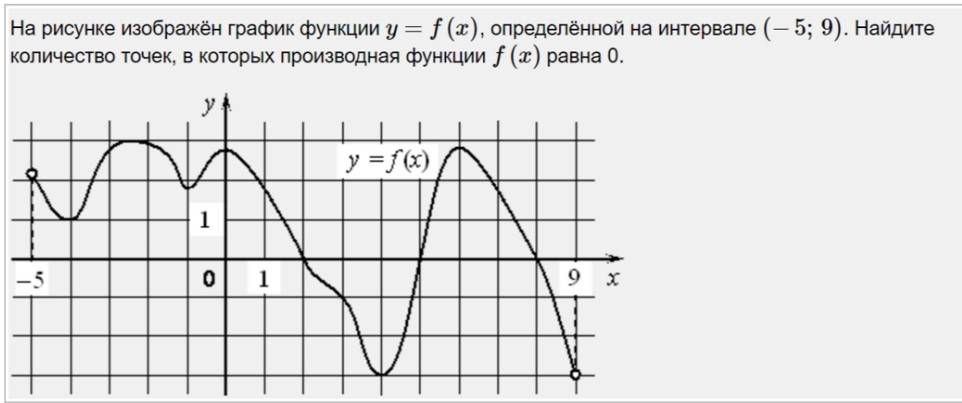 На рисунке изображён график функции y = f (x), определённой на интервале (− 5; 9). Найдите
количество точек, в которых производная функции f (x) равна 0.
y
y =f(x)
1
−5
0
1
9
x